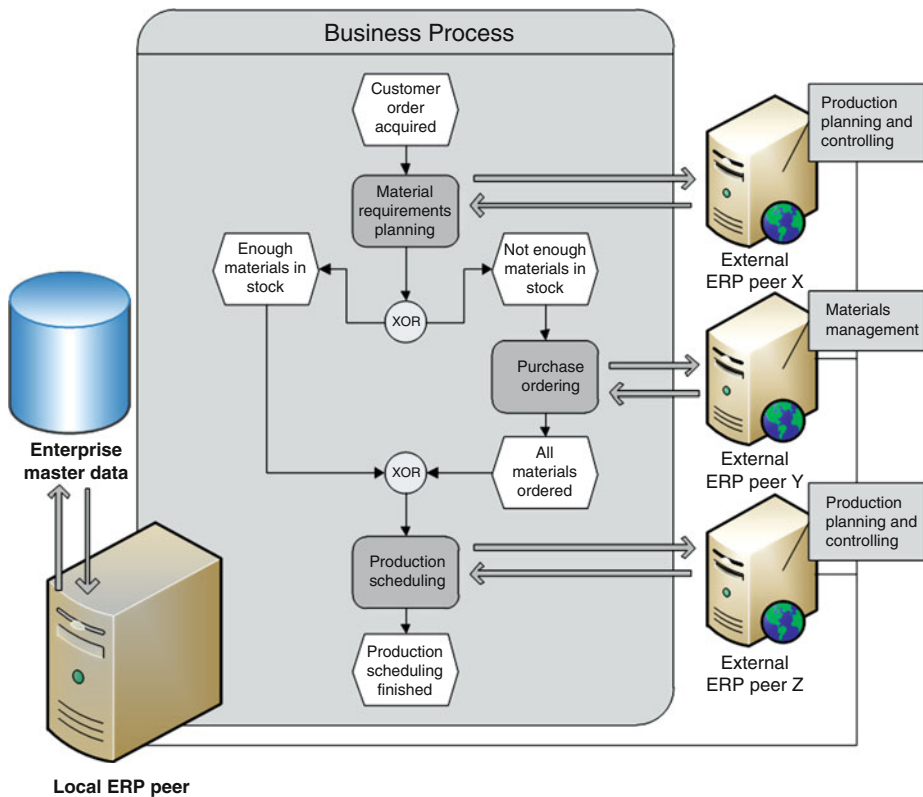 Business Process
Customer
order
acquired
Production
planning and
controlling
Material
requirements
planning
External
ERP peer X
Enough
materials in
stock
Not enough
materials in
stock
XOR
Materials
management
Purchase
ordering
Enterprise
master data
External
ERP peer Y
XOR
All
materials
ordered
Production
planning and
controlling
Production
scheduling
External
ERP peer Z
Production
scheduling
finished
Local ERP peer